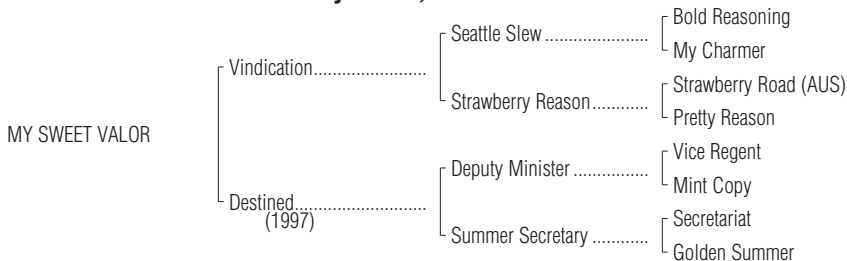 Bold Reasoning
Seattle Slew ......................
My Charmer
Vindication........................
Strawberry Road (AUS)
Strawberry Reason............
Pretty Reason
MY SWEET VALOR
Vice Regent
Deputy Minister ................
Mint Copy
Destined............................
(1997)
Secretariat
Summer Secretary ............
Golden Summer